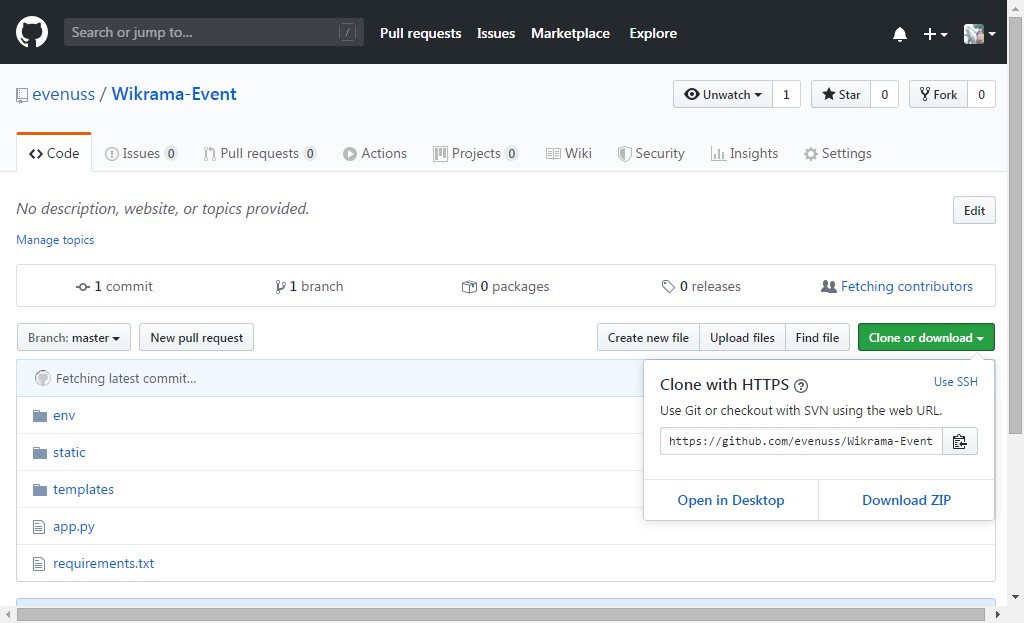 Search or jump to... /
Pull requests Issues Marketplace Explore
evenuss / Wikrama-Event
Unwatch 1 Star 0 Fork 0
Code Issues 0 Pull requests 0 Actions Projects 0 Wiki Security Insights Settings
No description, website, or topics provided.
Edit
Manage topics
1 commit 1 branch 0 packages 0 releases Fetching contributors
Branch: master New pull request Create new file Upload files Find file Clone or download
Fetching latest commit...
env
static
templates
app.py
requirements.txt
Clone with HTTPS ? Use SSH
Use Git or checkout with SVN using the web URL.
https://github.com/evenuss/Wikrama-Event
Open in Desktop Download ZIP